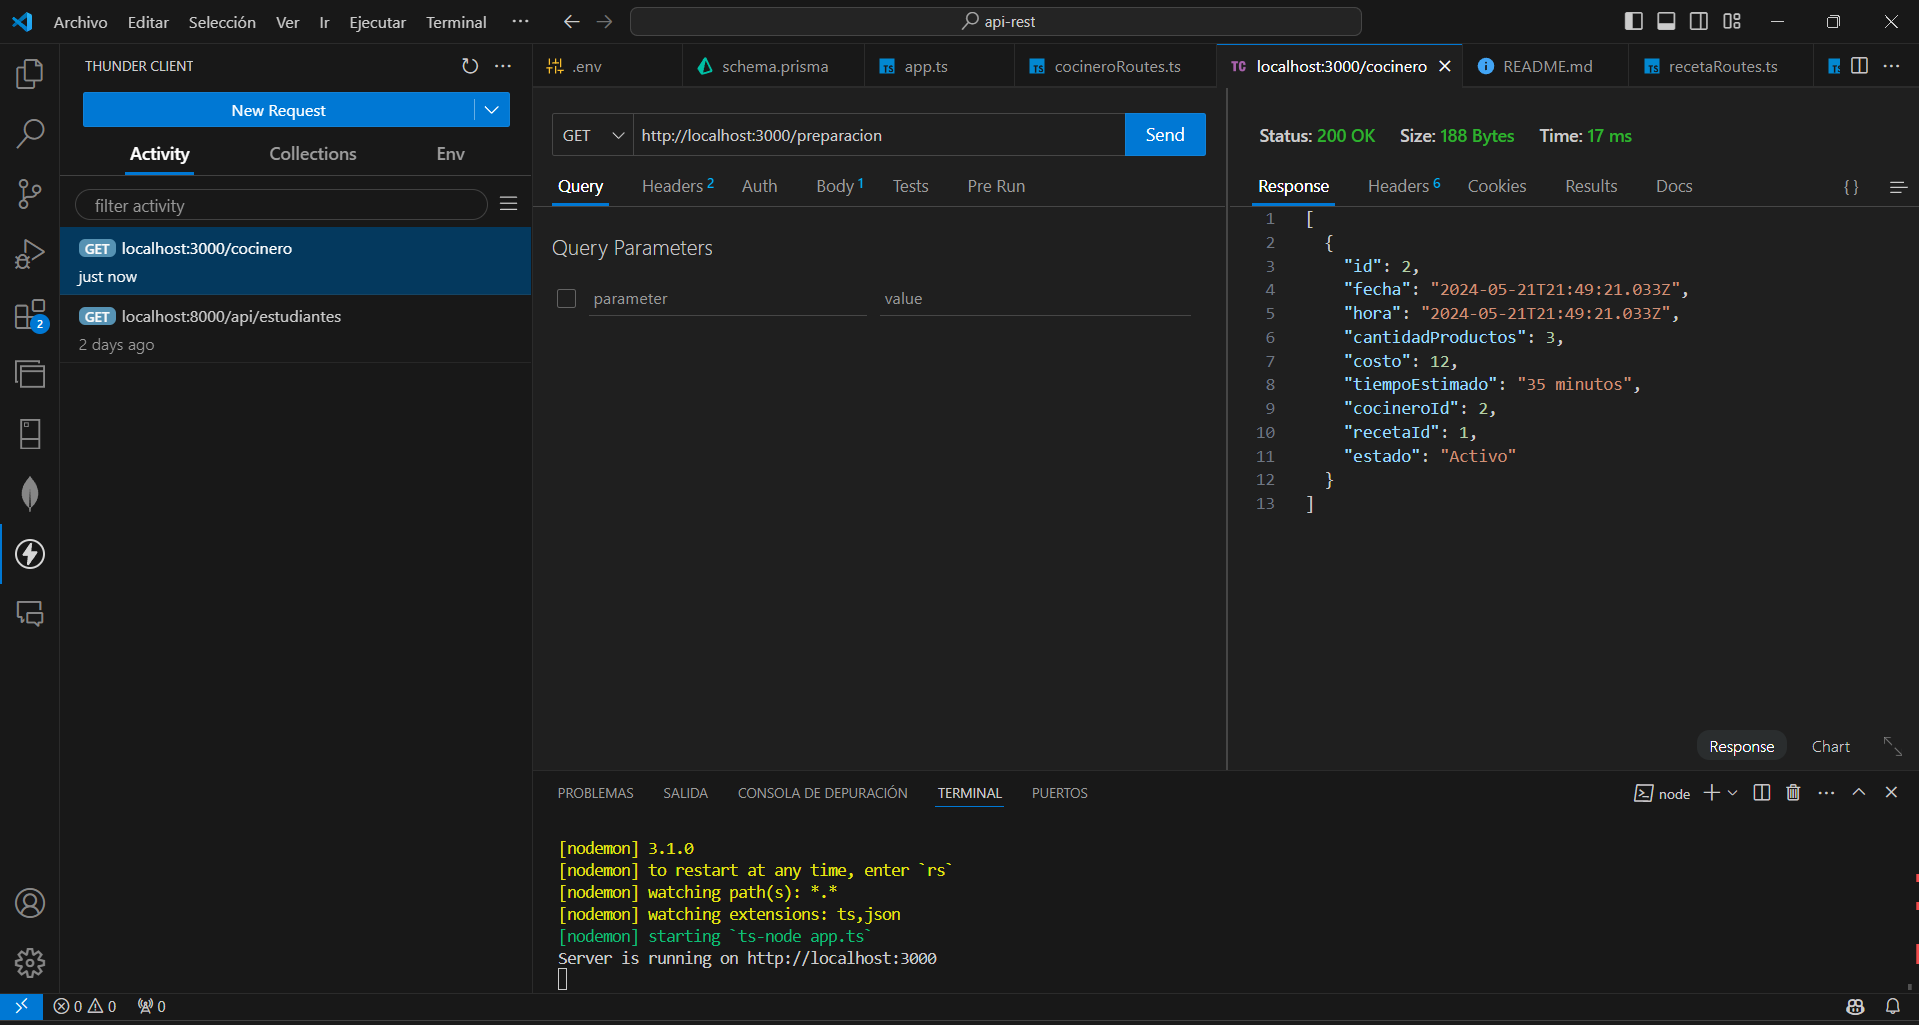 Archivo Editar Selección Ver Ir Ejecutar Terminal ··· api-rest
THUNDER CLIENT ···
New Request
Activity Collections Env
filter activity
GET localhost:3000/cocinero
just now
GET localhost:8000/api/estudiantes
2 days ago
2
.env schema.prisma TS app.ts TS cocineroRoutes.ts TC localhost:3000/cocinero README.md TS recetaRoutes.ts ···
GET http://localhost:3000/preparacion Send
Query Headers 2 Auth Body 1 Tests Pre Run
Query Parameters
parameter value
Status: 200 OK Size: 188 Bytes Time: 17 ms
Response Headers 6 Cookies Results Docs { }
1 [
2 {
3 "id": 2,
4 "fecha": "2024-05-21T21:49:21.033Z",
5 "hora": "2024-05-21T21:49:21.033Z",
6 "cantidadProductos": 3,
7 "costo": 12,
8 "tiempoEstimado": "35 minutos",
9 "cocineroId": 2,
10 "recetaId": 1,
11 "estado": "Activo"
12 }
13 ]
Response Chart
PROBLEMAS SALIDA CONSOLA DE DEPURACIÓN TERMINAL PUERTOS node ···
[nodemon] 3.1.0
[nodemon] to restart at any time, enter `rs`
[nodemon] watching path(s): *.*
[nodemon] watching extensions: ts,json
[nodemon] starting `ts-node app.ts`
Server is running on http://localhost:3000
0 0 0